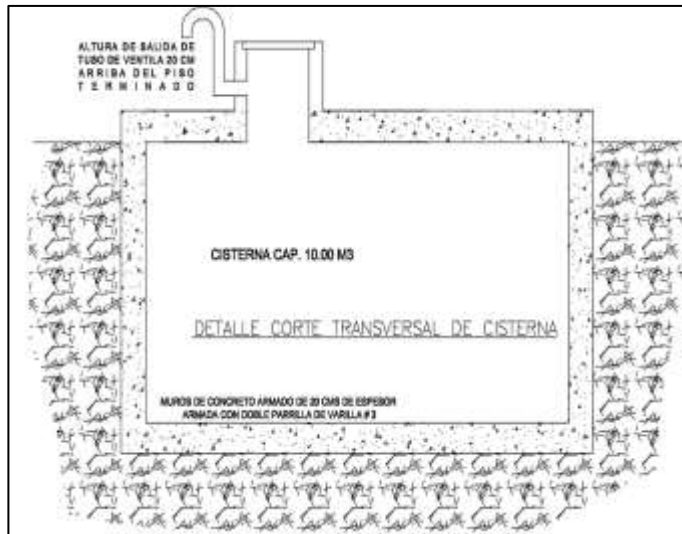 ALTURA DE SALIDA DE
TUBO DE VENTILA 20 CM
ARRIBA DEL PISO
TERMINADO
CISTERNA CAP. 10.00 M3
DETALLE CORTE TRANSVERSAL DE CISTERNA
MUROS DE CONCRETO ARMADO DE 20 CMS DE ESPESOR
ARMADA CON DOBLE PARRILLA DE VARILLA #3